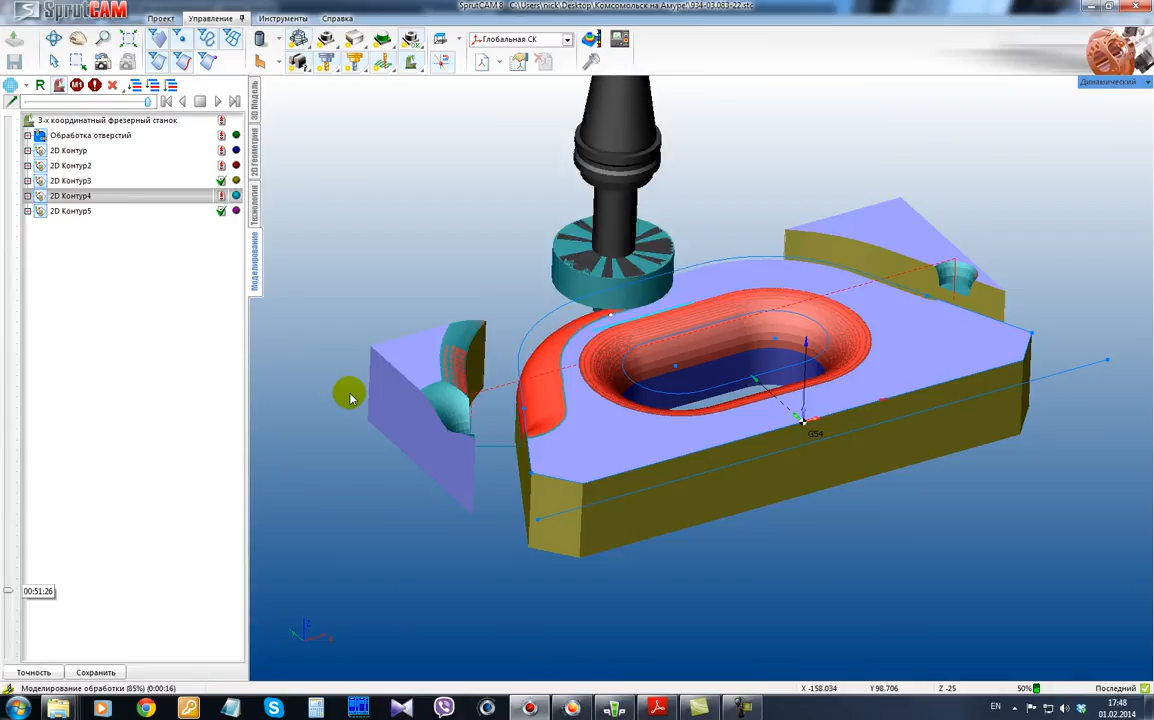 SprutCAM 8. C:\Users\nick\Desktop\Комсомольск на Амуре\934-03.083-22.stc
SprutCAM
Проект
Управление
Инструменты
Справка
Глобальная СК
Динамический
R
M1
3D Модель
2D Геометрия
Технология
Моделирование
3-х координатный фрезерный станок
Обработка отверстий
2D Контур
2D Контур2
2D Контур3
2D Контур4
2D Контур5
G54
00:51:26
Z
X
Точность
Сохранить
Моделирование обработки (85%) (0:00:16)
X -158.034
Y 98.706
Z -25
50%
Последний
EN
17:48
01.02.2014